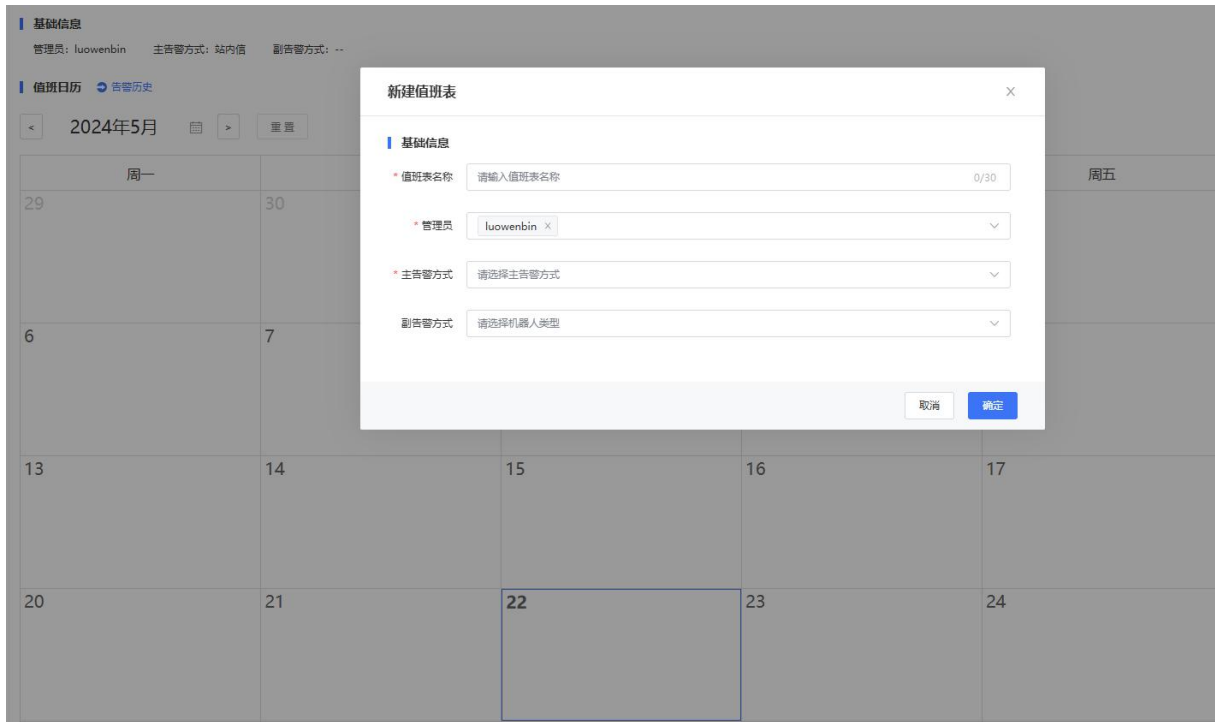 基础信息
管理员：luowenbin 主告警方式：站内信 副告警方式：--
值班日历 告警历史
< 2024年5月 > 重置
周一 周五
29 30
6 7
13 14 15 16 17
20 21 22 23 24
新建值班表
基础信息
* 值班表名称 请输入值班表名称 0/30
* 管理员 luowenbin ×
* 主告警方式 请选择主告警方式
副告警方式 请选择机器人类型
取消 确定